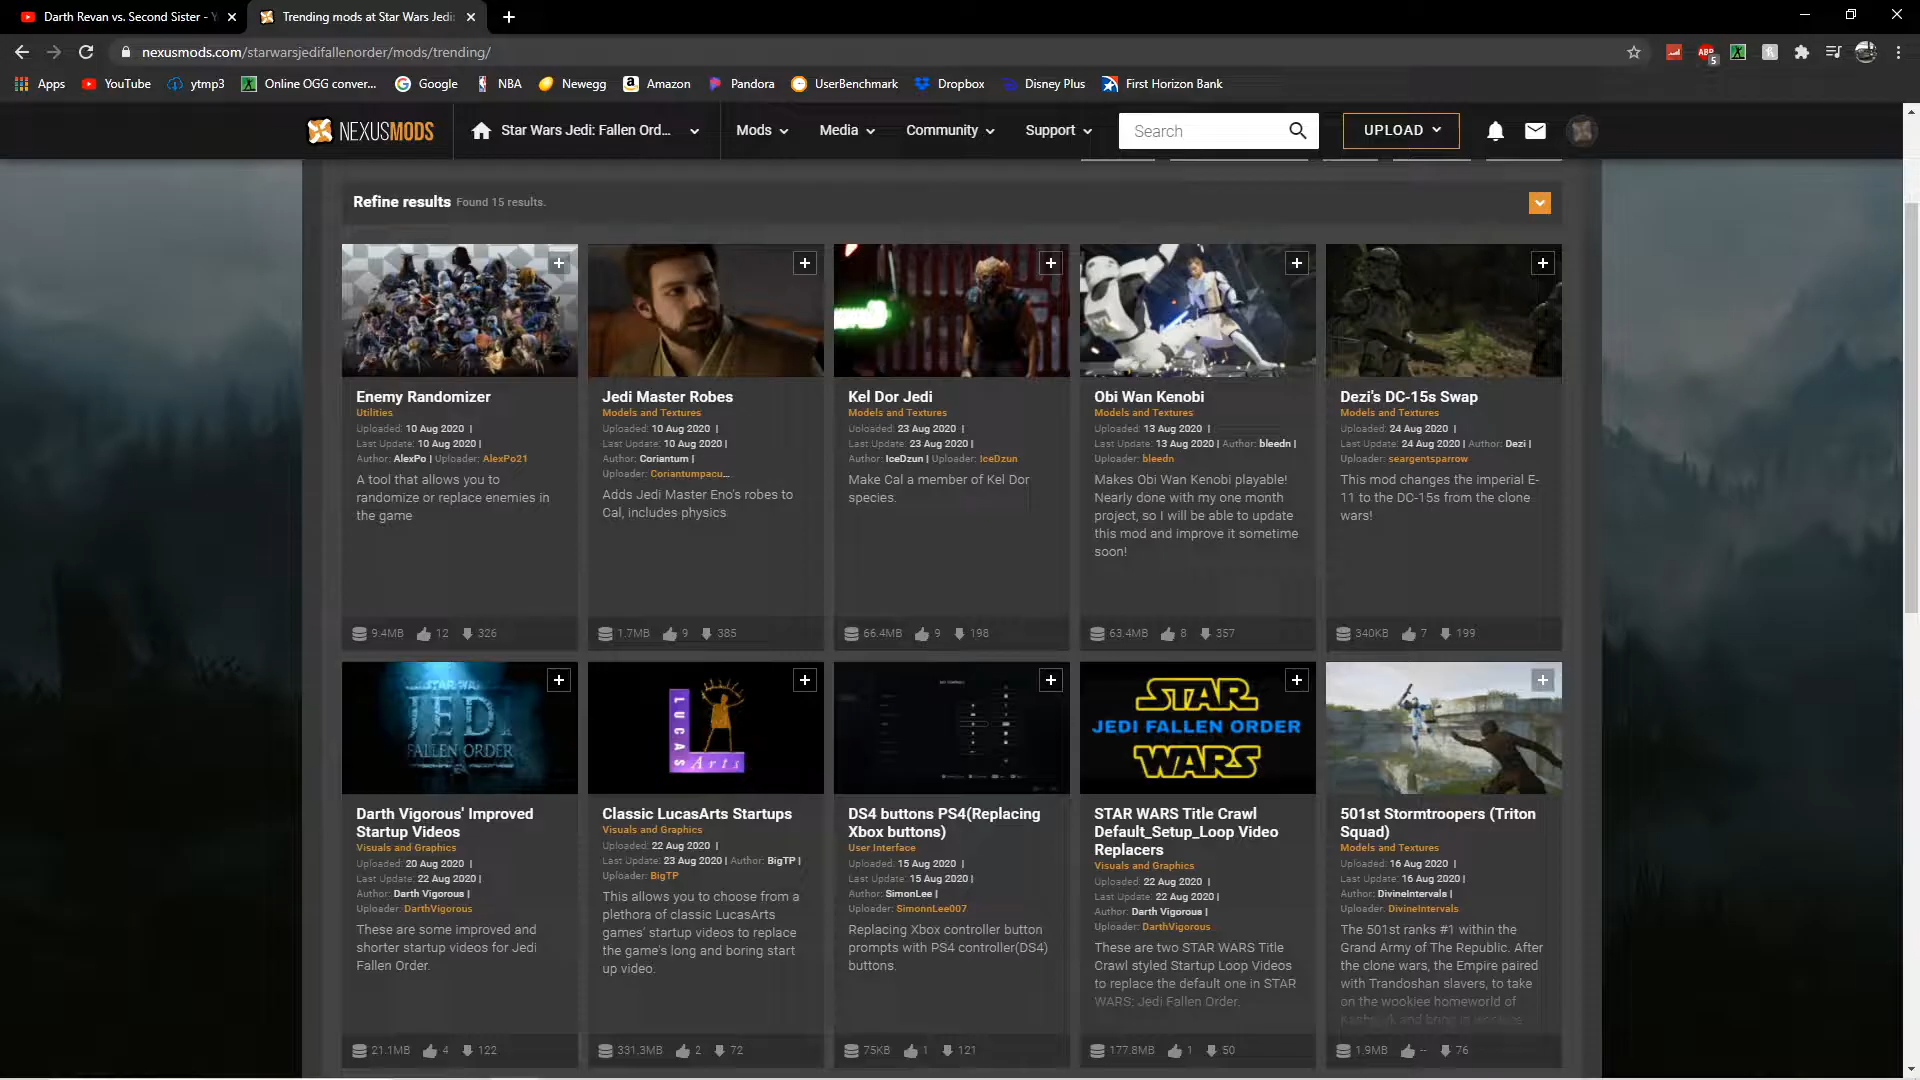 Darth Revan vs. Second Sister - Y
Trending mods at Star Wars Jedi:
nexusmods.com/starwarsjedifallenorder/mods/trending/
ABP
5
Apps
YouTube
ytmp3
Online OGG conver...
Google
NBA
Newegg
Amazon
Pandora
UserBenchmark
Dropbox
Disney Plus
First Horizon Bank
NEXUSMODS
Star Wars Jedi: Fallen Ord...
Mods
Media
Community
Support
Search
UPLOAD
Refine results Found 15 results.
Enemy Randomizer
Utilities
Uploaded: 10 Aug 2020 |
Last Update: 10 Aug 2020 |
Author: AlexPo | Uploader: AlexPo21
A tool that allows you to
randomize or replace enemies in
the game
9.4MB 12 326
Jedi Master Robes
Models and Textures
Uploaded: 10 Aug 2020 |
Last Update: 10 Aug 2020 |
Author: Coriantum |
Uploader: Coriantumpacu...
Adds Jedi Master Eno's robes to
Cal, includes physics
1.7MB 9 385
Kel Dor Jedi
Models and Textures
Uploaded: 23 Aug 2020 |
Last Update: 23 Aug 2020 |
Author: IceDzun | Uploader: IceDzun
Make Cal a member of Kel Dor
species.
66.4MB 9 198
Obi Wan Kenobi
Models and Textures
Uploaded: 13 Aug 2020 |
Last Update: 13 Aug 2020 | Author: bleedn |
Uploader: bleedn
Makes Obi Wan Kenobi playable!
Nearly done with my one month
project, so I will be able to update
this mod and improve it sometime
soon!
63.4MB 8 357
Dezi's DC-15s Swap
Models and Textures
Uploaded: 24 Aug 2020 |
Last Update: 24 Aug 2020 | Author: Dezi |
Uploader: seargentsparrow
This mod changes the imperial E-
11 to the DC-15s from the clone
wars!
340KB 7 199
STAR WARS
JEDI
FALLEN ORDER
Darth Vigorous' Improved
Startup Videos
Visuals and Graphics
Uploaded: 20 Aug 2020 |
Last Update: 22 Aug 2020 |
Author: Darth Vigorous |
Uploader: DarthVigorous
These are some improved and
shorter startup videos for Jedi
Fallen Order.
21.1MB 4 122
LUCAS
Arts
Classic LucasArts Startups
Visuals and Graphics
Uploaded: 22 Aug 2020 |
Last Update: 23 Aug 2020 | Author: BigTP |
Uploader: BigTP
This allows you to choose from a
plethora of classic LucasArts
games' startup videos to replace
the game's long and boring start
up video.
331.3MB 2 72
DS4 buttons PS4(Replacing
Xbox buttons)
User Interface
Uploaded: 15 Aug 2020 |
Last Update: 15 Aug 2020 |
Author: SimonLee |
Uploader: SimonnLee007
Replacing Xbox controller button
prompts with PS4 controller(DS4)
buttons.
75KB 1 121
STAR
JEDI FALLEN ORDER
WARS
STAR WARS Title Crawl
Default_Setup_Loop Video
Replacers
Visuals and Graphics
Uploaded: 22 Aug 2020 |
Last Update: 22 Aug 2020 |
Author: Darth Vigorous |
Uploader: DarthVigorous
These are two STAR WARS Title
Crawl styled Startup Loop Videos
to replace the default one in STAR
WARS: Jedi Fallen Order.
177.8MB 1 50
501st Stormtroopers (Triton
Squad)
Models and Textures
Uploaded: 16 Aug 2020 |
Last Update: 16 Aug 2020 |
Author: DivineIntervals |
Uploader: DivineIntervals
The 501st ranks #1 within the
Grand Army of The Republic. After
the clone wars, the Empire paired
with Trandoshan slavers, to take
on the wookiee homeworld of
1.9MB -- 76